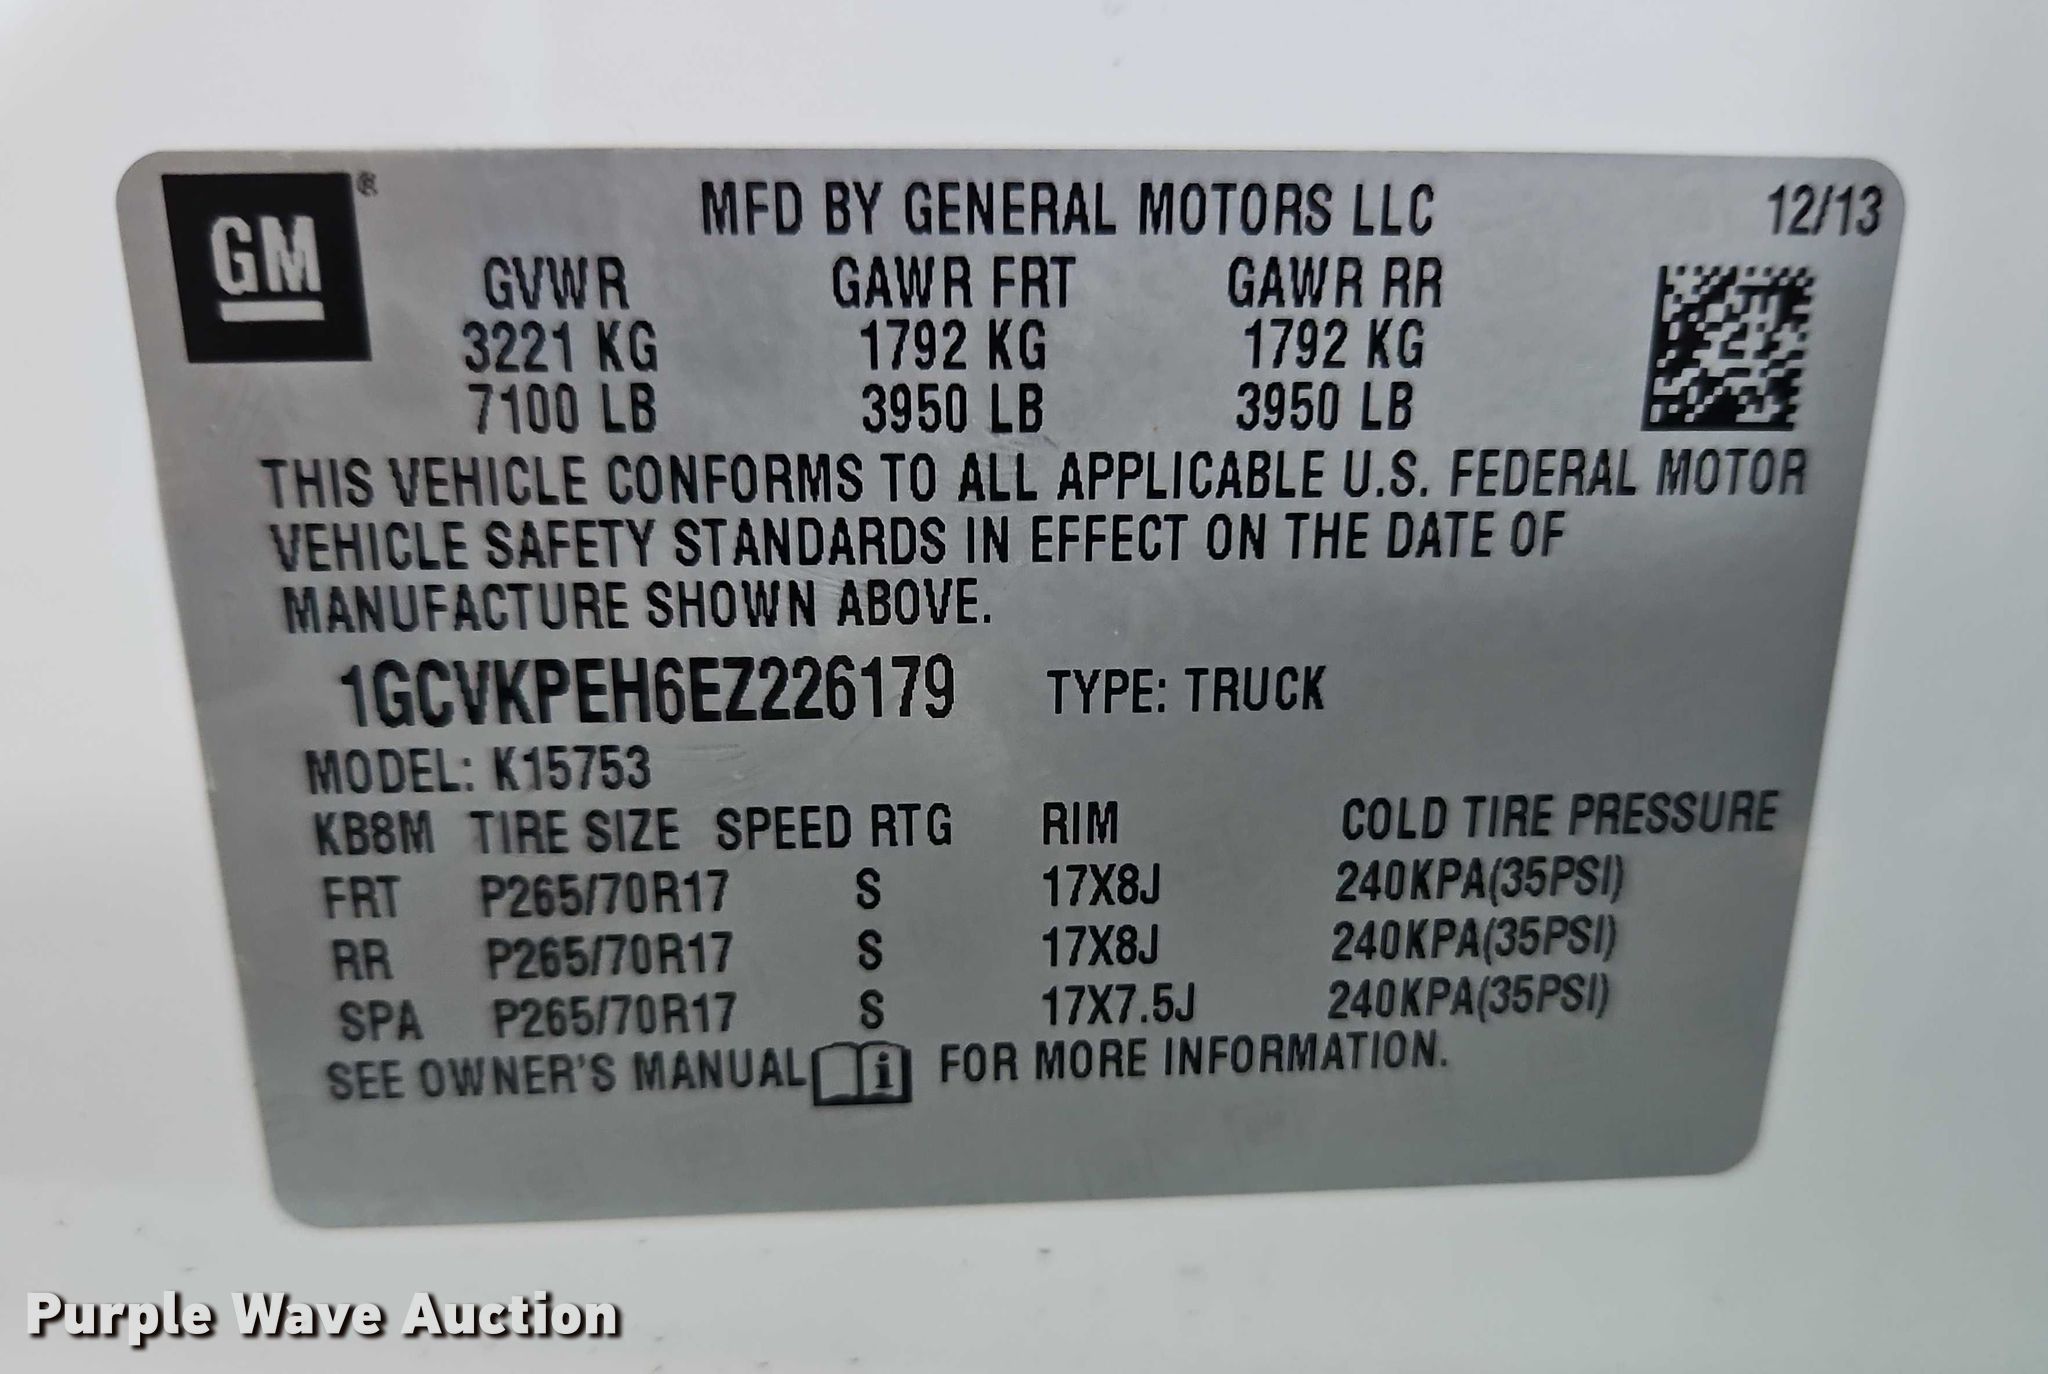 GM ®
MFD BY GENERAL MOTORS LLC 12/13
GVWR GAWR FRT GAWR RR
3221 KG 1792 KG 1792 KG
7100 LB 3950 LB 3950 LB
THIS VEHICLE CONFORMS TO ALL APPLICABLE U.S. FEDERAL MOTOR
VEHICLE SAFETY STANDARDS IN EFFECT ON THE DATE OF
MANUFACTURE SHOWN ABOVE.
1GCVKPEH6EZ226179 TYPE: TRUCK
MODEL: K15753
KB8M TIRE SIZE SPEED RTG RIM COLD TIRE PRESSURE
FRT P265/70R17 S 17X8J 240KPA(35PSI)
RR P265/70R17 S 17X8J 240KPA(35PSI)
SPA P265/70R17 S 17X7.5J 240KPA(35PSI)
SEE OWNER'S MANUAL i FOR MORE INFORMATION.
Purple Wave Auction